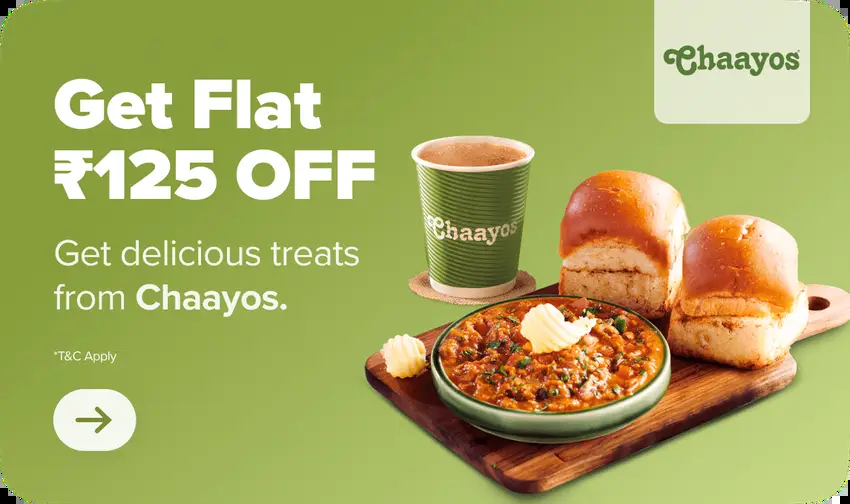 Chaayos
Get Flat
₹125 OFF
Chaayos
Get delicious treats
from Chaayos.
*T&C Apply